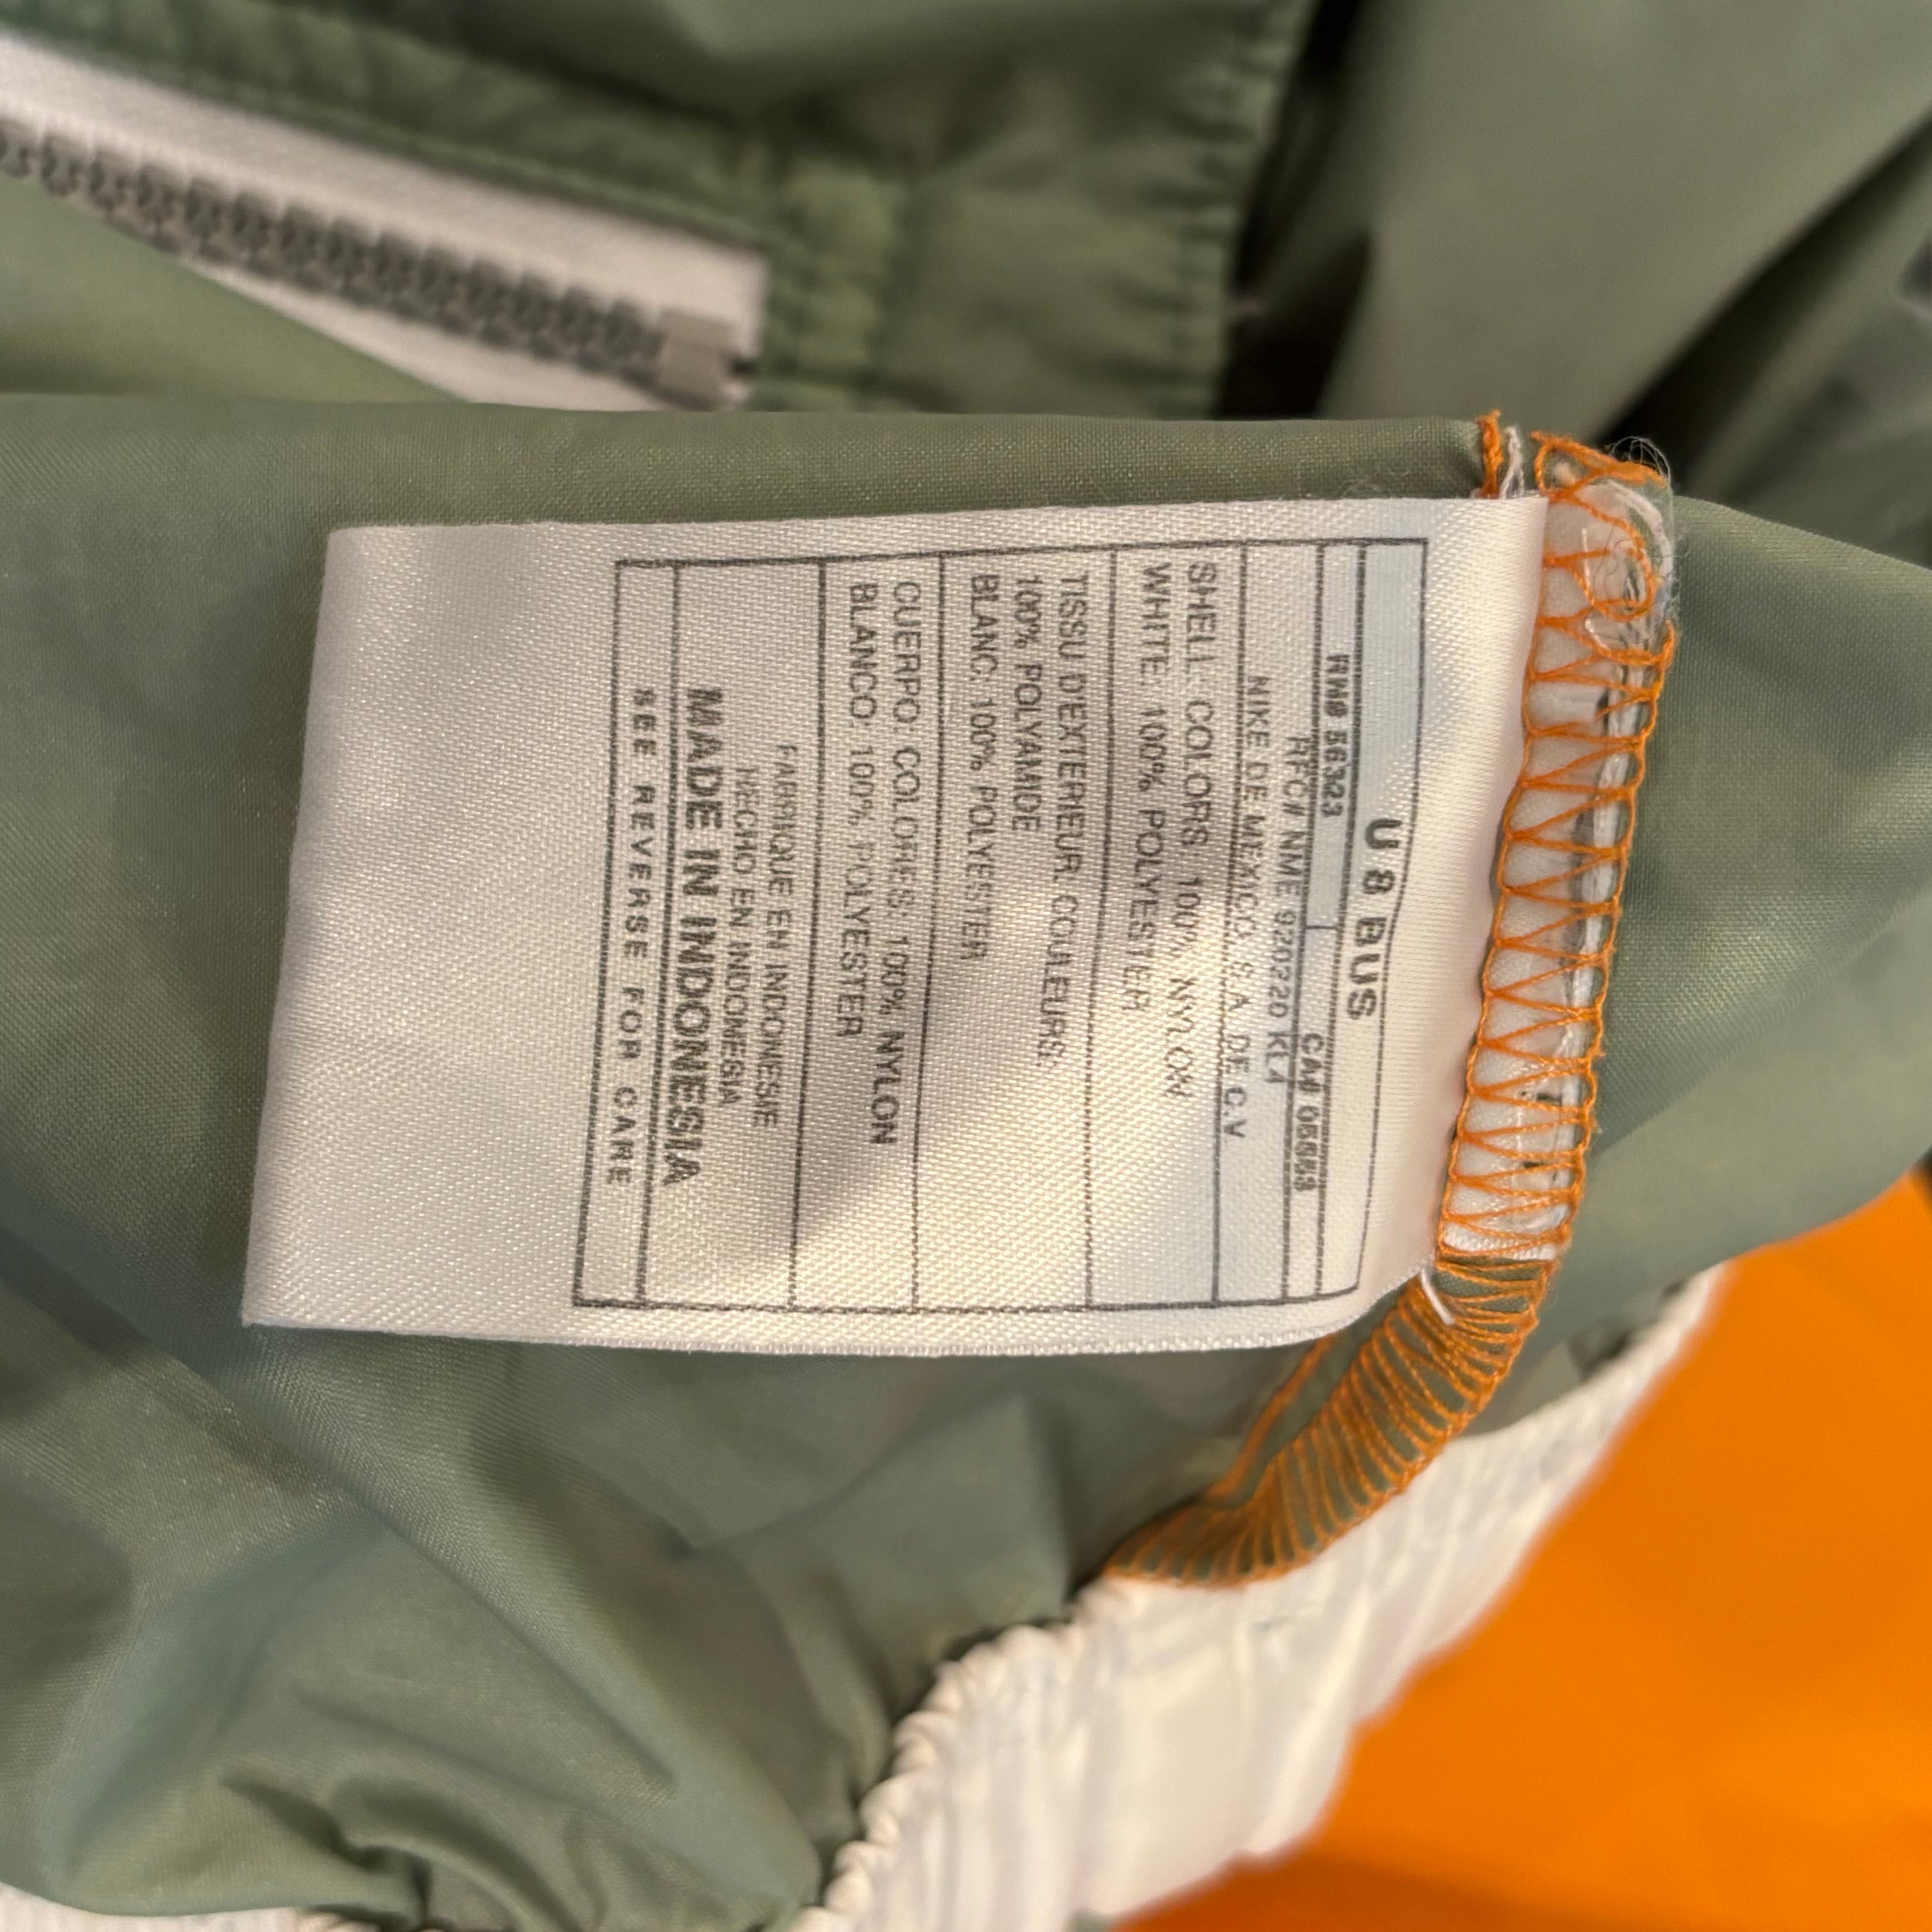 U8 BUS
RN# 56323 CA# 05553
RFC# NME 920220 KL4
NIKE DE MEXICO, S.A. DE C.V
SHELL: COLORS: 100% NYLON
WHITE: 100% POLYESTER
TISSU D'EXTERIEUR: COULEURS:
100% POLYAMIDE
BLANC: 100% POLYESTER
CUERPO: COLORES: 100% NYLON
BLANCO: 100% POLYESTER
FABRIQUE EN INDONESIE
HECHO EN INDONESIA
MADE IN INDONESIA
SEE REVERSE FOR CARE